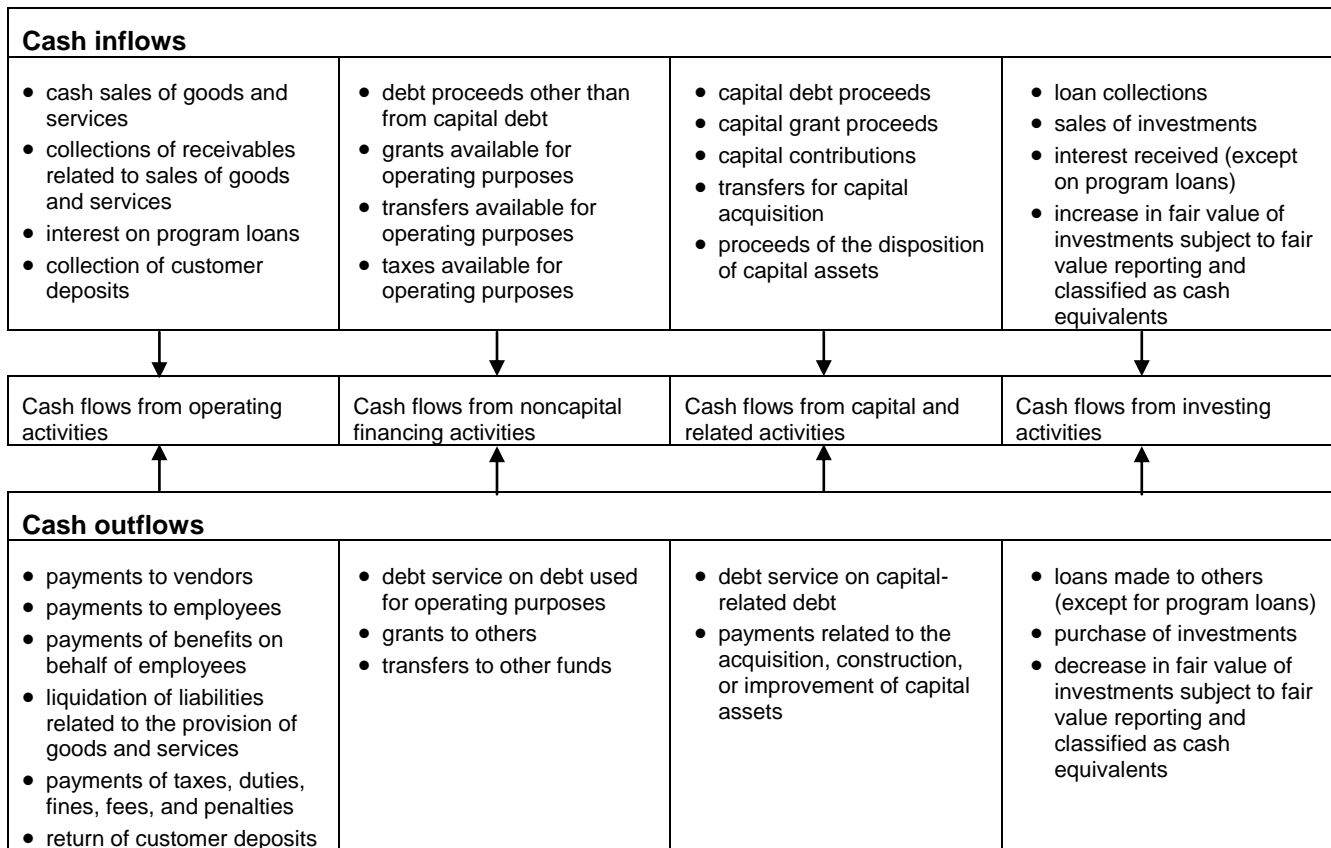 Cash inflows
• cash sales of goods and
services
• collections of receivables
related to sales of goods
and services
• interest on program loans
• collection of customer
deposits
• debt proceeds other than
from capital debt
• grants available for
operating purposes
• transfers available for
operating purposes
• taxes available for
operating purposes
• capital debt proceeds
• capital grant proceeds
• capital contributions
• transfers for capital
acquisition
• proceeds of the disposition
of capital assets
• loan collections
• sales of investments
• interest received (except
on program loans)
• increase in fair value of
investments subject to fair
value reporting and
classified as cash
equivalents
Cash flows from operating
activities
Cash flows from noncapital
financing activities
Cash flows from capital and
related activities
Cash flows from investing
activities
Cash outflows
• payments to vendors
• payments to employees
• payments of benefits on
behalf of employees
• liquidation of liabilities
related to the provision of
goods and services
• payments of taxes, duties,
fines, fees, and penalties
• return of customer deposits
• debt service on debt used
for operating purposes
• grants to others
• transfers to other funds
• debt service on capital-
related debt
• payments related to the
acquisition, construction,
or improvement of capital
assets
• loans made to others
(except for program loans)
• purchase of investments
• decrease in fair value of
investments subject to fair
value reporting and
classified as cash
equivalents